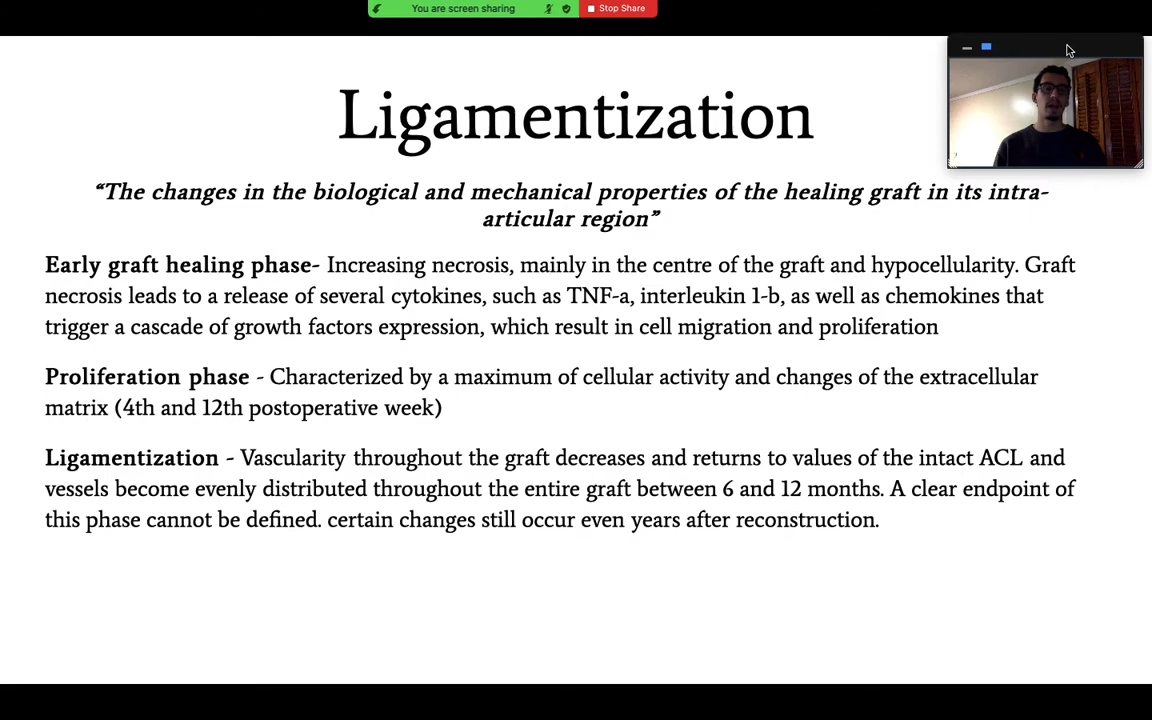 You are screen sharing
Stop Share
Ligamentization
“The changes in the biological and mechanical properties of the healing graft in its intra-
articular region”
Early graft healing phase- Increasing necrosis, mainly in the centre of the graft and hypocellularity. Graft
necrosis leads to a release of several cytokines, such as TNF-a, interleukin 1-b, as well as chemokines that
trigger a cascade of growth factors expression, which result in cell migration and proliferation
Proliferation phase - Characterized by a maximum of cellular activity and changes of the extracellular
matrix (4th and 12th postoperative week)
Ligamentization - Vascularity throughout the graft decreases and returns to values of the intact ACL and
vessels become evenly distributed throughout the entire graft between 6 and 12 months. A clear endpoint of
this phase cannot be defined. certain changes still occur even years after reconstruction.